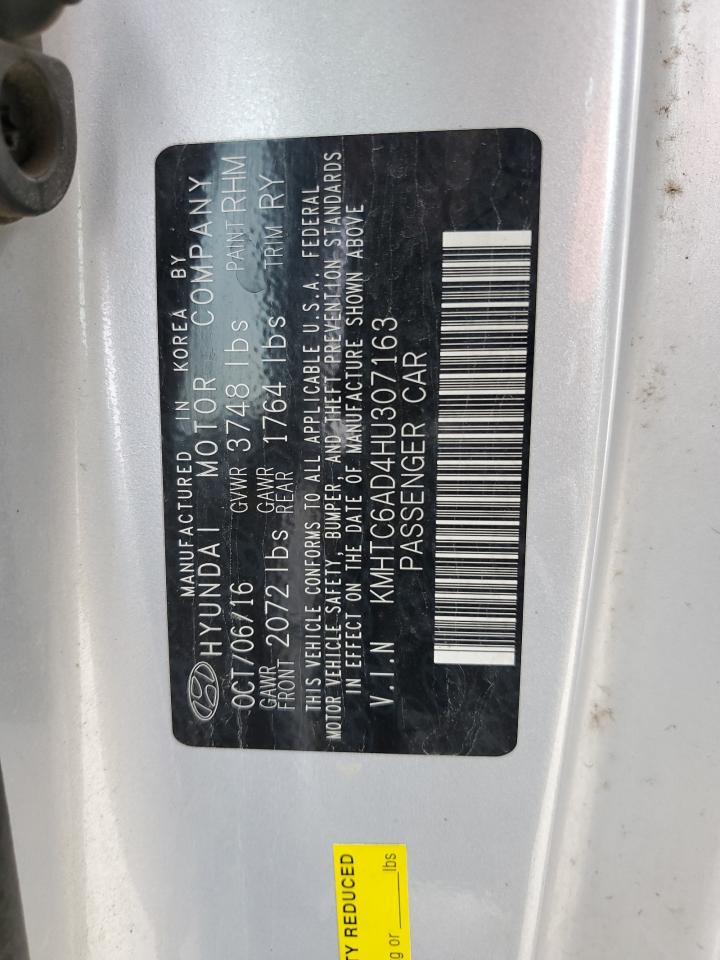 MANUFACTURED IN KOREA BY
HYUNDAI MOTOR COMPANY
OCT/06/16 GVWR 3748 lbs PAINT RHM
GAWR FRONT 2072 lbs GAWR REAR 1764 lbs TRIM RY
THIS VEHICLE CONFORMS TO ALL APPLICABLE U.S.A. FEDERAL
MOTOR VEHICLE SAFETY, BUMPER, AND THEFT PREVENTION STANDARDS
IN EFFECT ON THE DATE OF MANUFACTURE SHOWN ABOVE
V.I.N KMHTC6AD4HU307163
PASSENGER CAR
TY REDUCED
g or ____ lbs